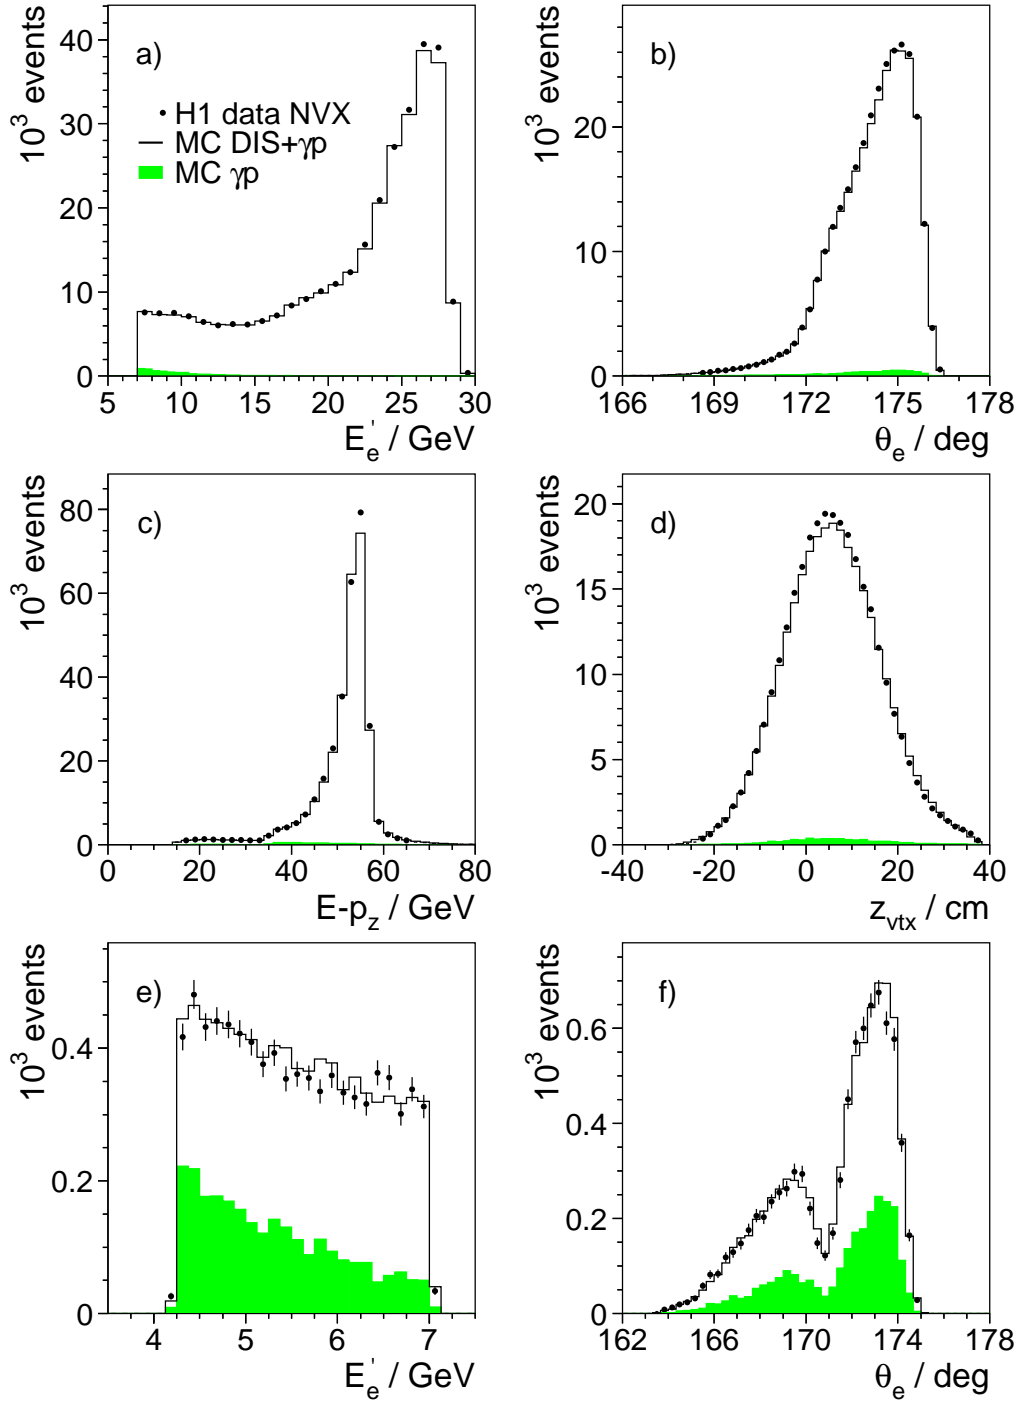 10³ events
40
30
20
10
0
a)
H1 data NVX
MC DIS+γp
MC γp
5 10 15 20 25 30
Eₑ′ / GeV
10³ events
20
10
0
b)
166 169 172 175 178
θₑ / deg
10³ events
80
60
40
20
0
c)
0 20 40 60 80
E-p_z / GeV
10³ events
20
15
10
5
0
d)
-40 -20 0 20 40
z_vtx / cm
10³ events
0.4
0.2
0
e)
4 5 6 7
Eₑ′ / GeV
10³ events
0.6
0.4
0.2
0
f)
162 166 170 174 178
θₑ / deg